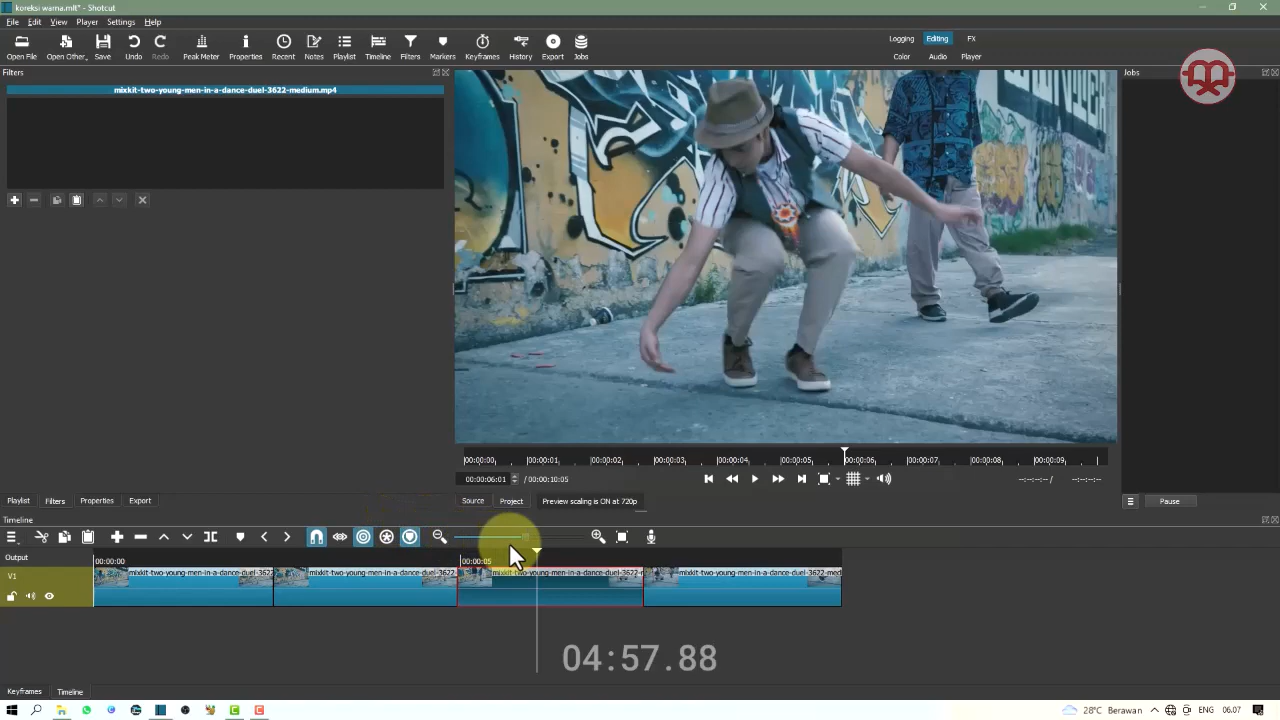 koreksi warna.mlt* - Shotcut
File Edit View Player Settings Help
Open File Open Other.. Save Undo Redo Peak Meter Properties Recent Notes Playlist Timeline Filters Markers Keyframes History Export Jobs
Logging Editing FX
Color Audio Player
Filters
Jobs
mixkit-two-young-men-in-a-dance-duel-3622-medium.mp4
00:00:00 00:00:01 00:00:02 00:00:03 00:00:04 00:00:05 00:00:06 00:00:07 00:00:08 00:00:09
00:00:06:01 / 00:00:10:05
--:--:--:-- / --:--:--:--
Playlist Filters Properties Export
Source Project Preview scaling is ON at 720p
Pause
Timeline
Output
00:00:00 00:00:05
V1
mixkit-two-young-men-in-a-dance-duel-3622 mixkit-two-young-men-in-a-dance-duel-3622- mixkit-two-young-men-in-a-dance-duel-3622-r mixkit-two-young-men-in-a-dance-duel-3622-med
04:57.88
Keyframes Timeline
28°C Berawan ENG 06.07